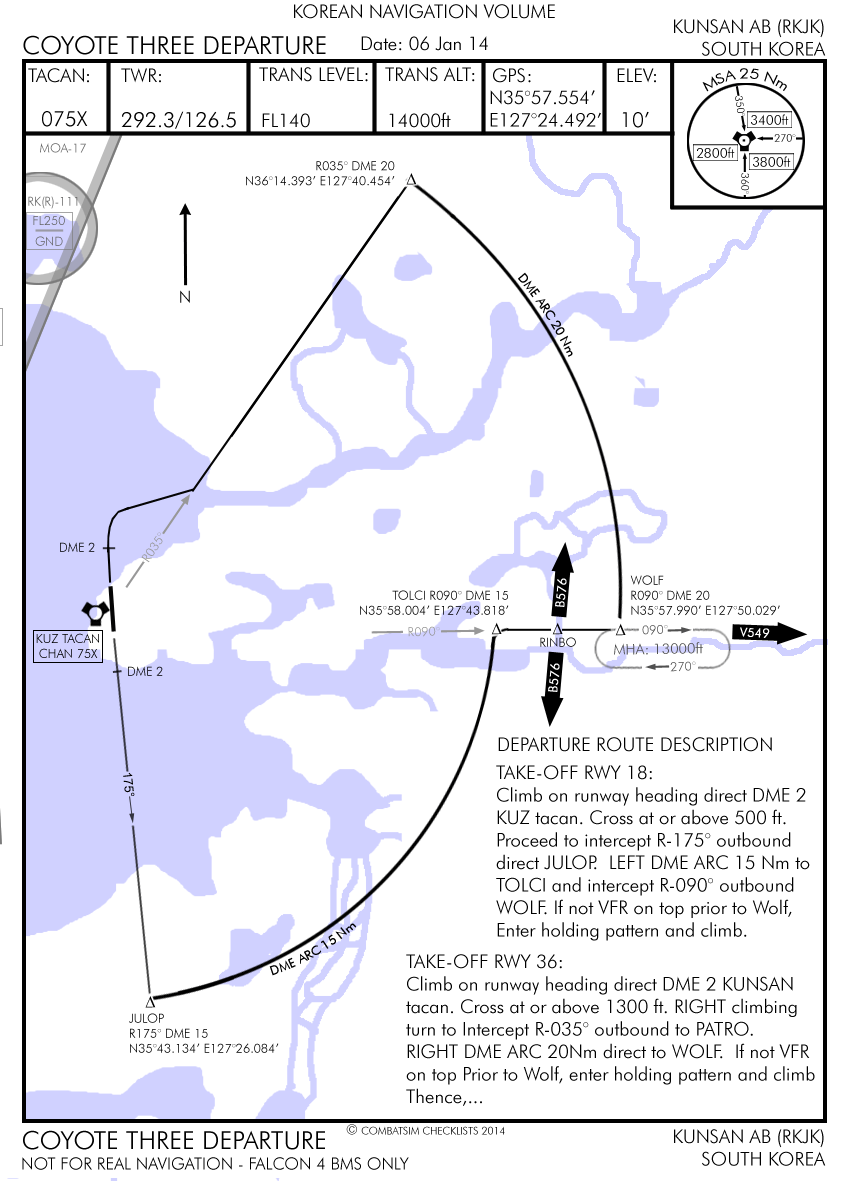 KOREAN NAVIGATION VOLUME
COYOTE THREE DEPARTURE
Date: 06 Jan 14
KUNSAN AB (RKJK)
SOUTH KOREA
TACAN:
075X
TWR:
292.3/126.5
TRANS LEVEL:
FL140
TRANS ALT:
14000ft
GPS:
N35°57.554’
E127°24.492’
ELEV:
10’
MSA 25 Nm
350°
3400ft
270°
2800ft
3800ft
360°
MOA-17
RK(R)-111
FL250
GND
N
R035° DME 20
N36°14.393’ E127°40.454’
DME ARC 20 Nm
DME 2
R035°
KUZ TACAN
CHAN 75X
DME 2
175°
TOLCI R090° DME 15
N35°58.004’ E127°43.818’
R090°
B576
RINBO
B576
WOLF
R090° DME 20
N35°57.990’ E127°50.029’
090°
MHA: 13000ft
270°
V549
DME ARC 15 Nm
JULOP
R175° DME 15
N35°43.134’ E127°26.084’
DEPARTURE ROUTE DESCRIPTION
TAKE-OFF RWY 18:
Climb on runway heading direct DME 2
KUZ tacan. Cross at or above 500 ft.
Proceed to intercept R-175° outbound
direct JULOP. LEFT DME ARC 15 Nm to
TOLCI and intercept R-090° outbound
WOLF. If not VFR on top prior to Wolf,
Enter holding pattern and climb.
TAKE-OFF RWY 36:
Climb on runway heading direct DME 2 KUNSAN
tacan. Cross at or above 1300 ft. RIGHT climbing
turn to Intercept R-035° outbound to PATRO.
RIGHT DME ARC 20Nm direct to WOLF. If not VFR
on top Prior to Wolf, enter holding pattern and climb
Thence,...
COYOTE THREE DEPARTURE
© COMBATSIM CHECKLISTS 2014
NOT FOR REAL NAVIGATION - FALCON 4 BMS ONLY
KUNSAN AB (RKJK)
SOUTH KOREA